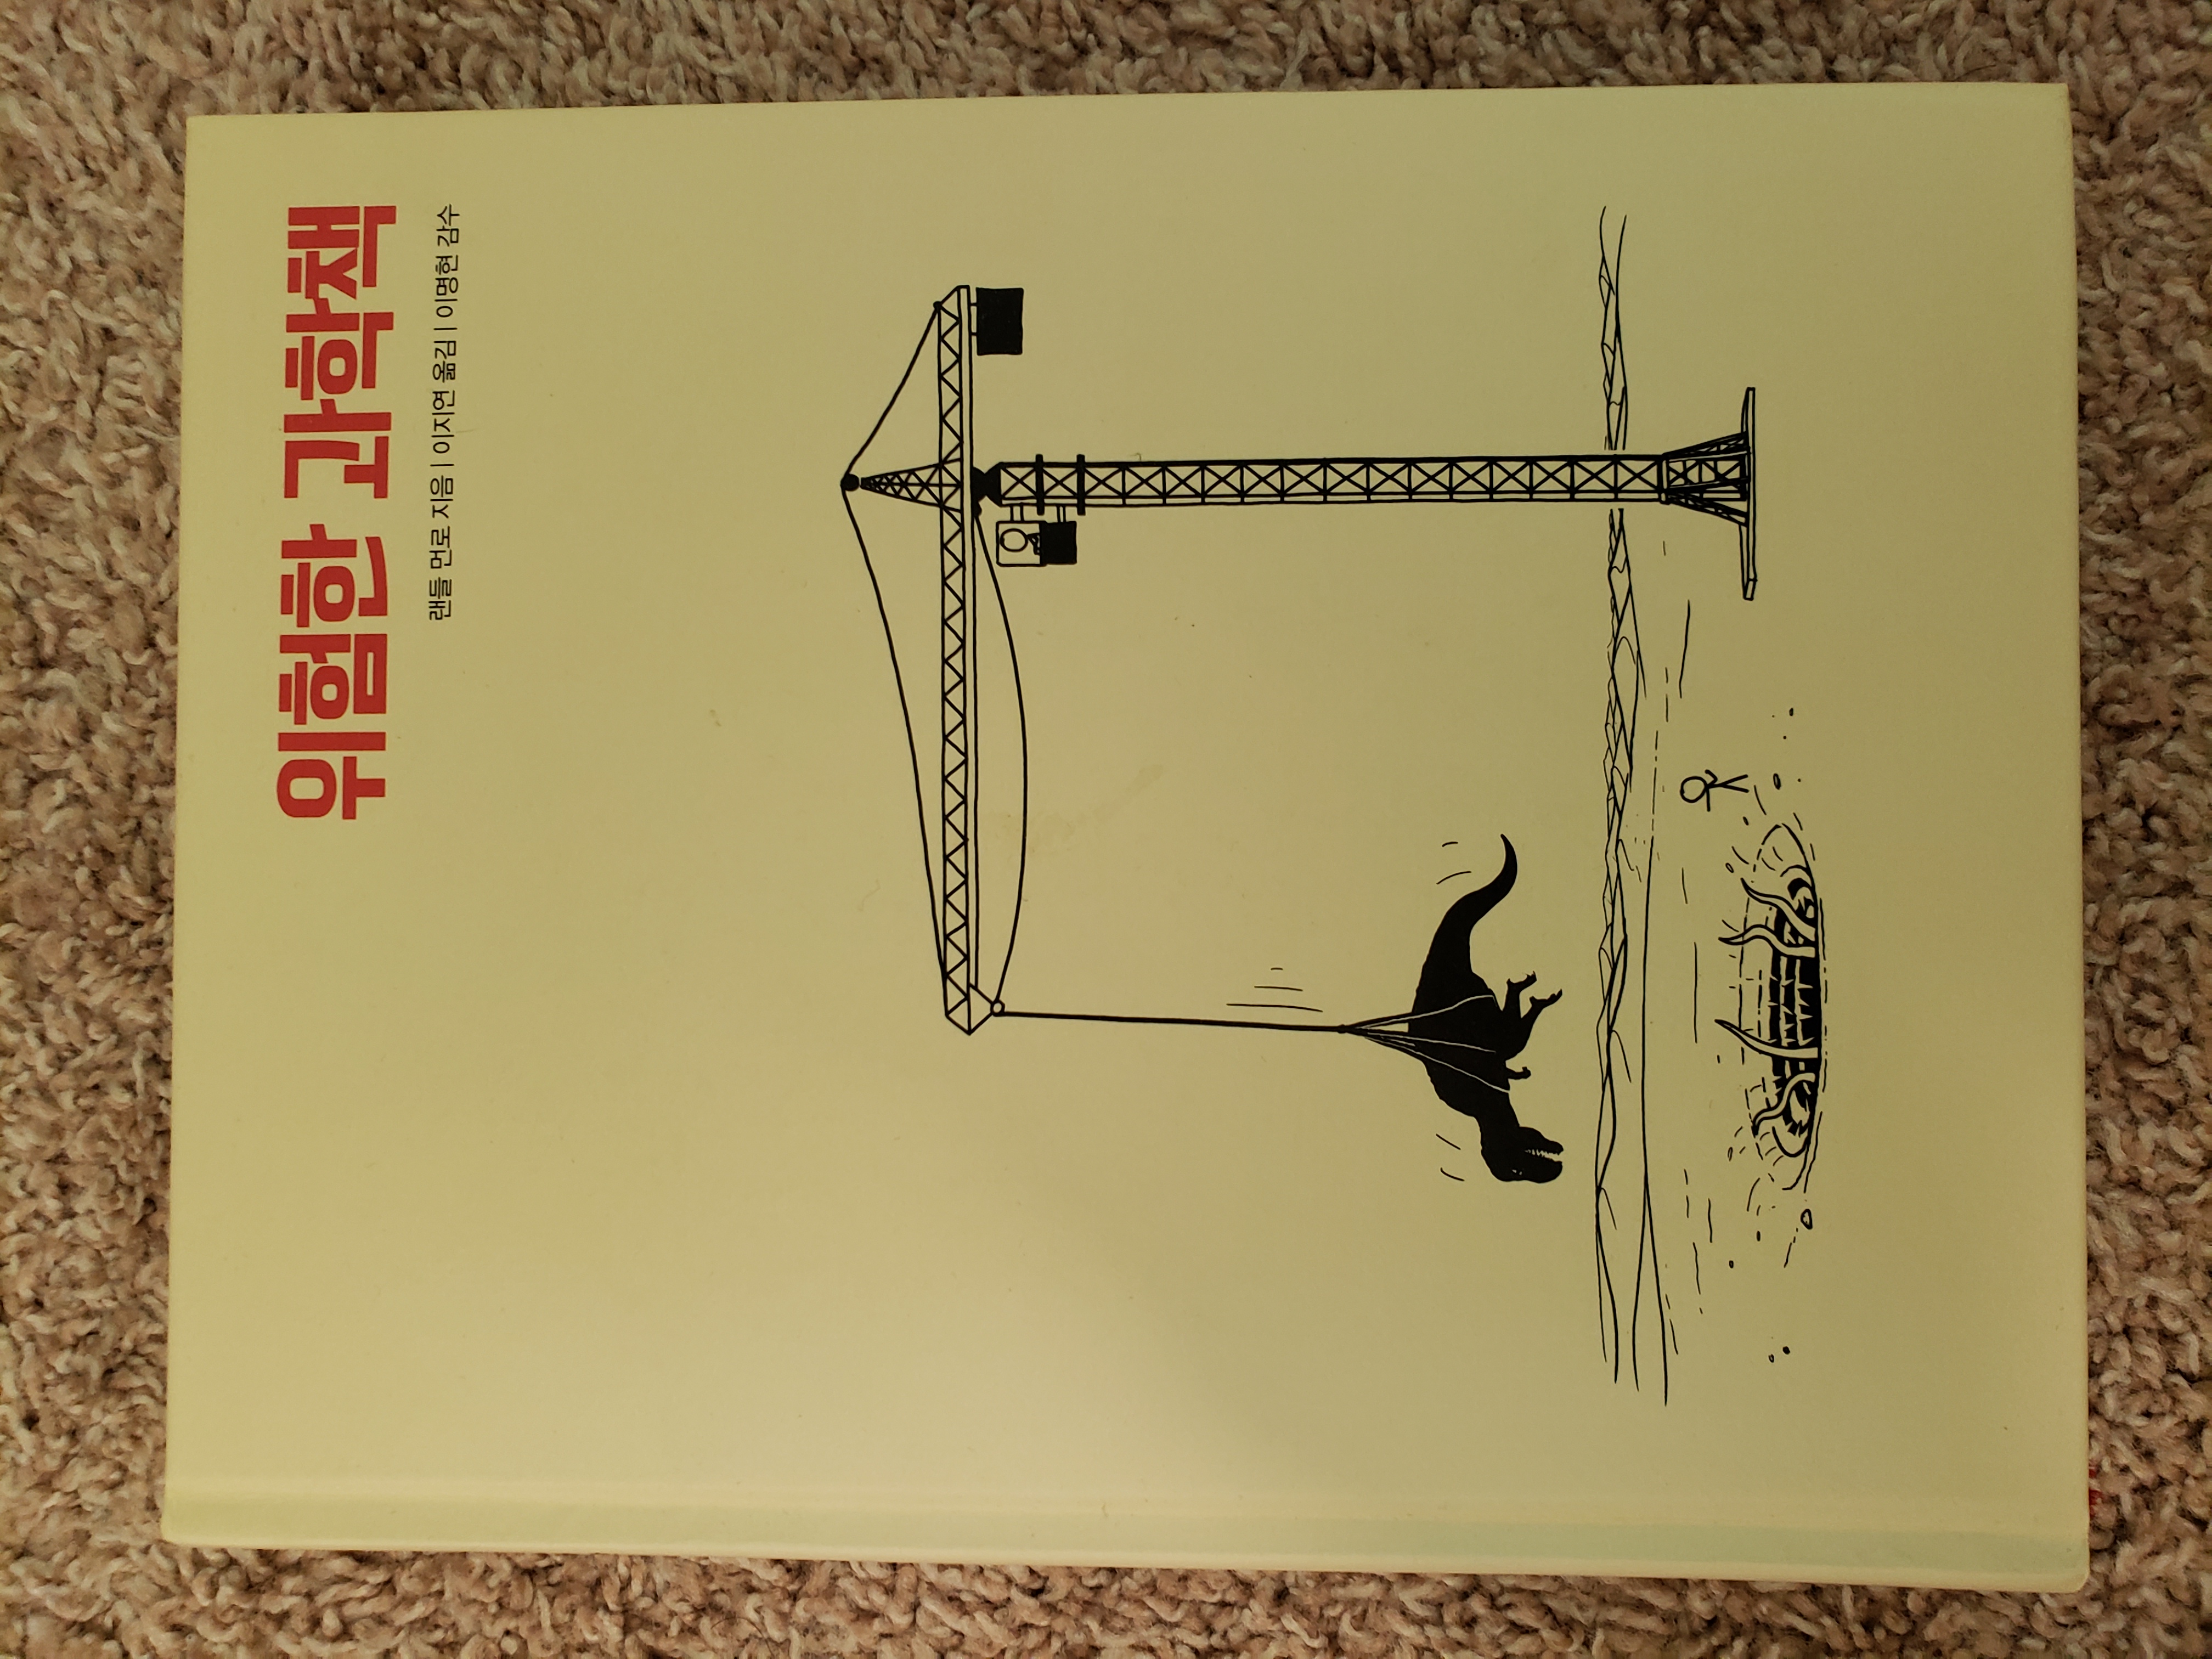 위험한 과학책
랜들 먼로 지음 | 이지연 옮김 | 이명현 감수